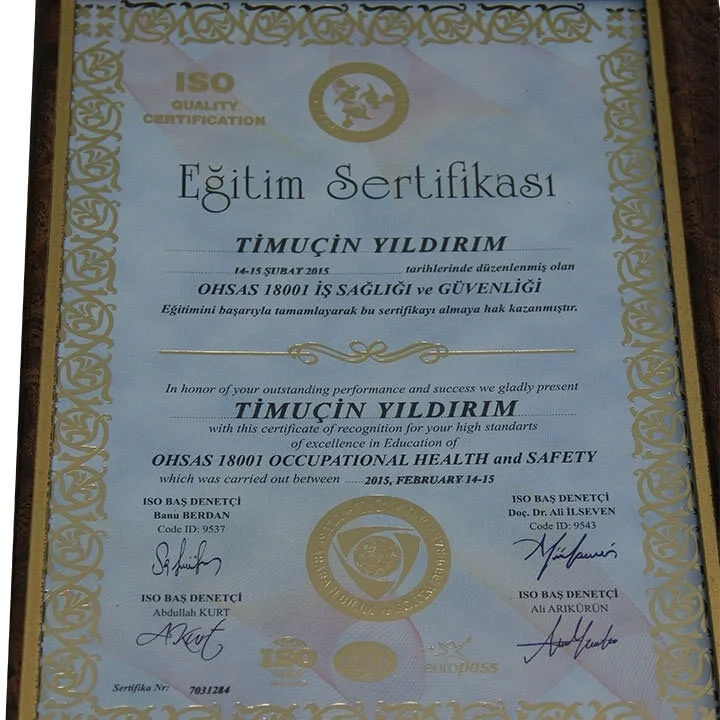 ISO
QUALITY
CERTIFICATION
Eğitim Sertifikası
TİMUÇİN YILDIRIM
14-15 ŞUBAT 2015 tarihlerinde düzenlenmiş olan
OHSAS 18001 İŞ SAĞLIĞI ve GÜVENLİĞİ
Eğitimini başarıyla tamamlayarak bu sertifikayı almaya hak kazanmıştır.
In honor of your outstanding performance and success we gladly present
TİMUÇİN YILDIRIM
with this certificate of recognition for your high standarts
of excellence in Education of
OHSAS 18001 OCCUPATIONAL HEALTH and SAFETY
which was carried out between ......2015, FEBRUARY 14-15
ISO BAŞ DENETÇİ
Banu BERDAN
Code ID: 9537
ISO BAŞ DENETÇİ
Doç. Dr. Ali İLSEVEN
Code ID: 9543
ISO BAŞ DENETÇİ
Abdullah KURT
ISO BAŞ DENETÇİ
Ali ARIKÜRÜN
ISO
europass
Sertifika Nr: 7031284